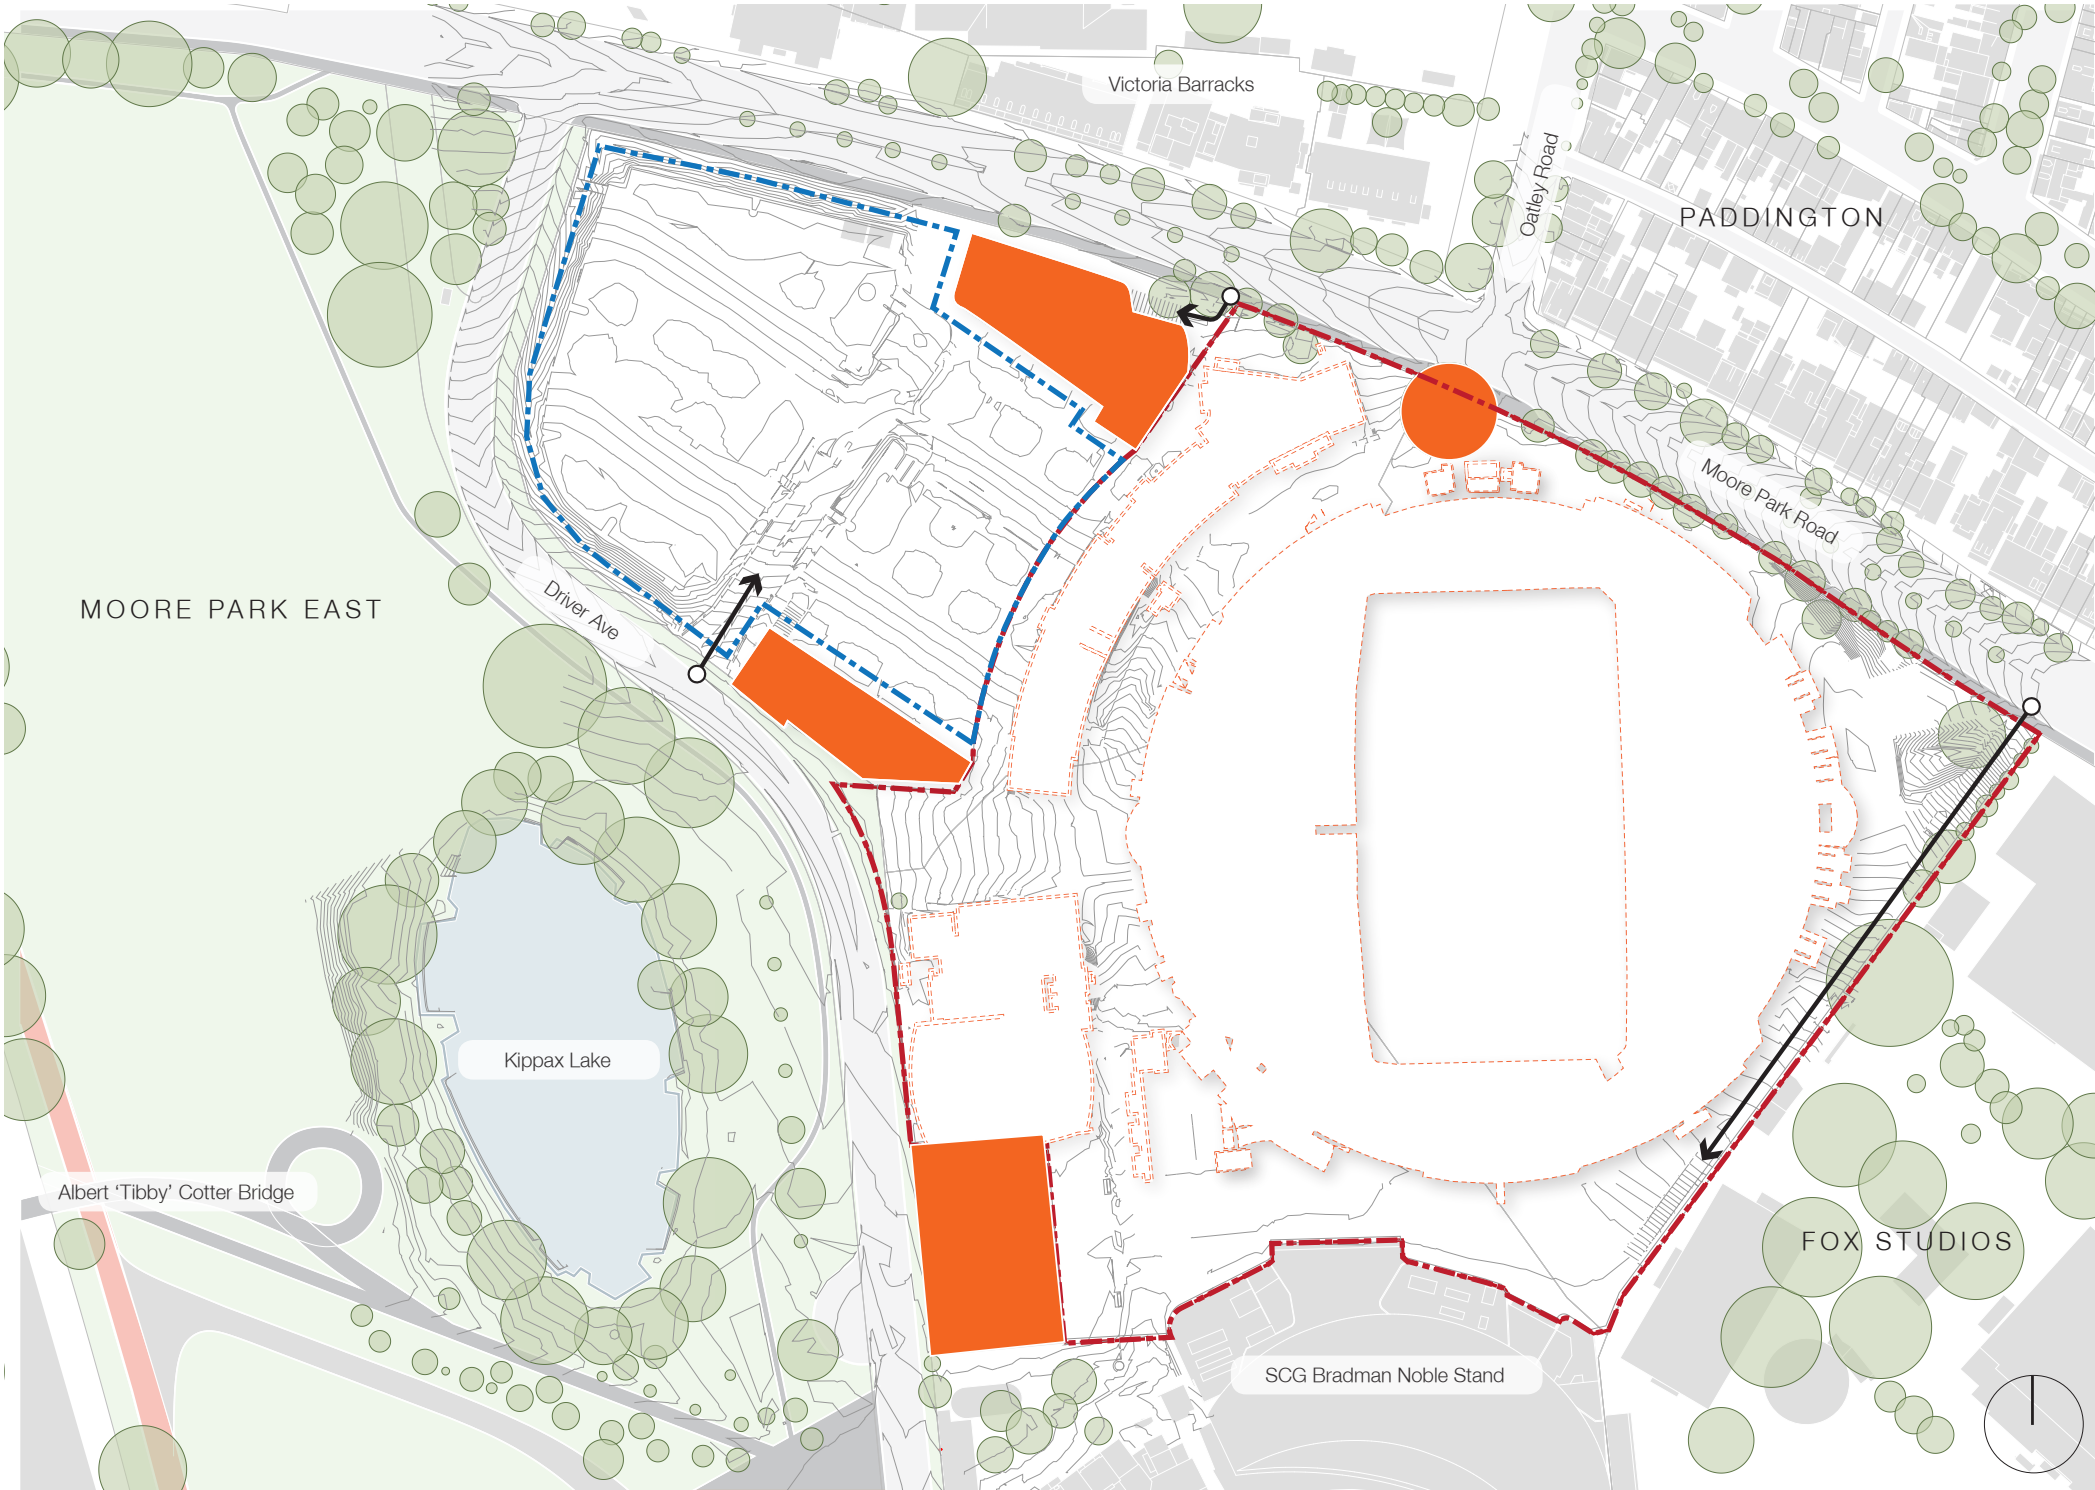 Victoria Barracks
Oatley Road
PADDINGTON
Moore Park Road
MOORE PARK EAST
Driver Ave
Kippax Lake
Albert ‘Tibby’ Cotter Bridge
FOX STUDIOS
SCG Bradman Noble Stand